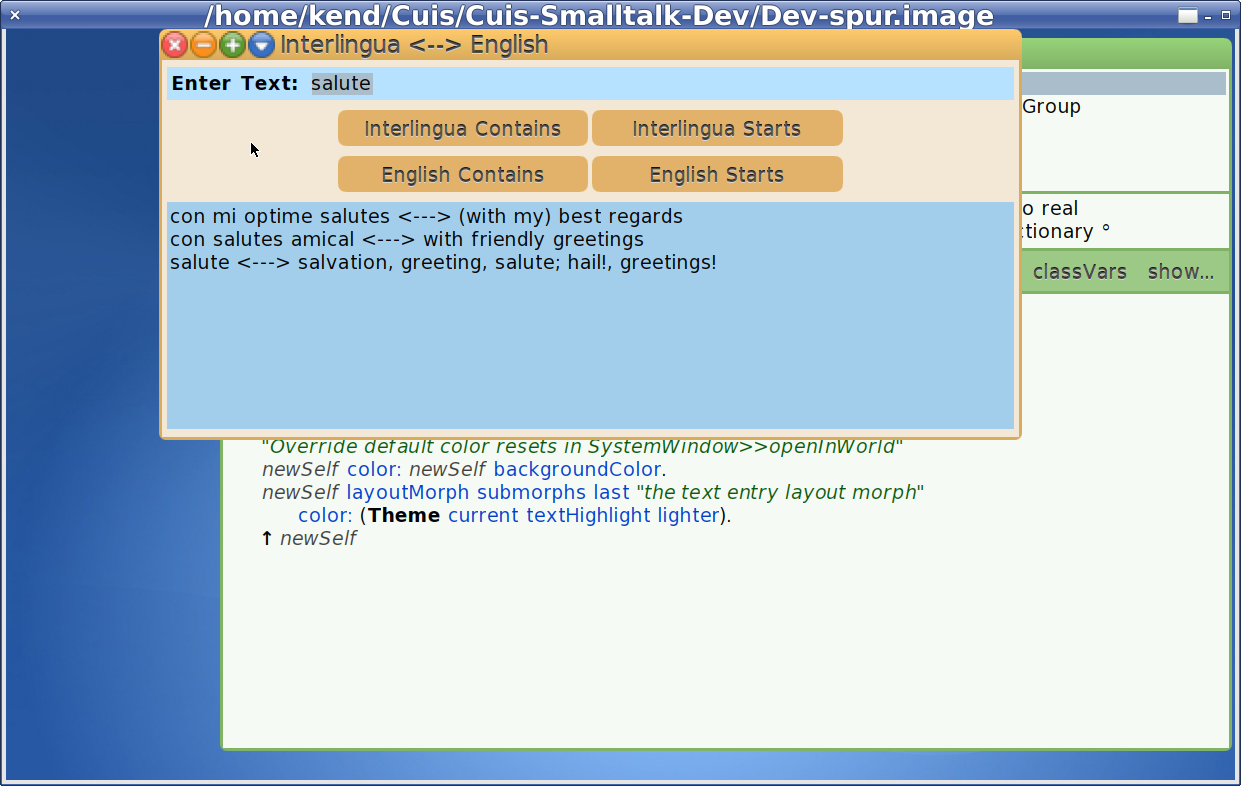 /home/kend/Cuis/Cuis-Smalltalk-Dev/Dev-spur.image
Interlingua <--> English
Enter Text: salute
Interlingua Contains
Interlingua Starts
English Contains
English Starts
con mi optime salutes <---> (with my) best regards
con salutes amical <---> with friendly greetings
salute <---> salvation, greeting, salute; hail!, greetings!
Group
o real
ctionary °
classVars show...
"Override default color resets in SystemWindow>>openInWorld"
newSelf color: newSelf backgroundColor.
newSelf layoutMorph submorphs last "the text entry layout morph"
color: (Theme current textHighlight lighter).
↑ newSelf